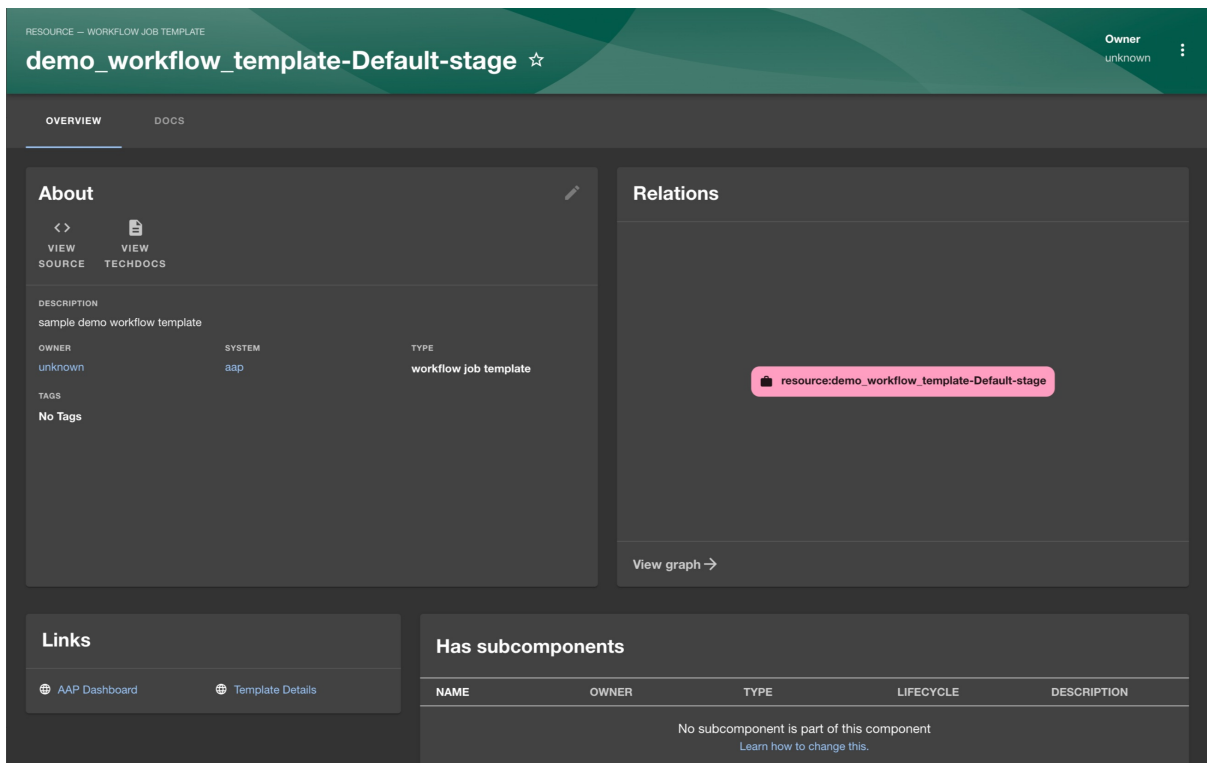 RESOURCE — WORKFLOW JOB TEMPLATE
demo_workflow_template-Default-stage
Owner
unknown
OVERVIEW
DOCS
About
VIEW
SOURCE
VIEW
TECHDOCS
DESCRIPTION
sample demo workflow template
OWNER
unknown
SYSTEM
aap
TYPE
workflow job template
TAGS
No Tags
Relations
resource:demo_workflow_template-Default-stage
View graph
Links
AAP Dashboard
Template Details
Has subcomponents
NAME OWNER TYPE LIFECYCLE DESCRIPTION
No subcomponent is part of this component
Learn how to change this.